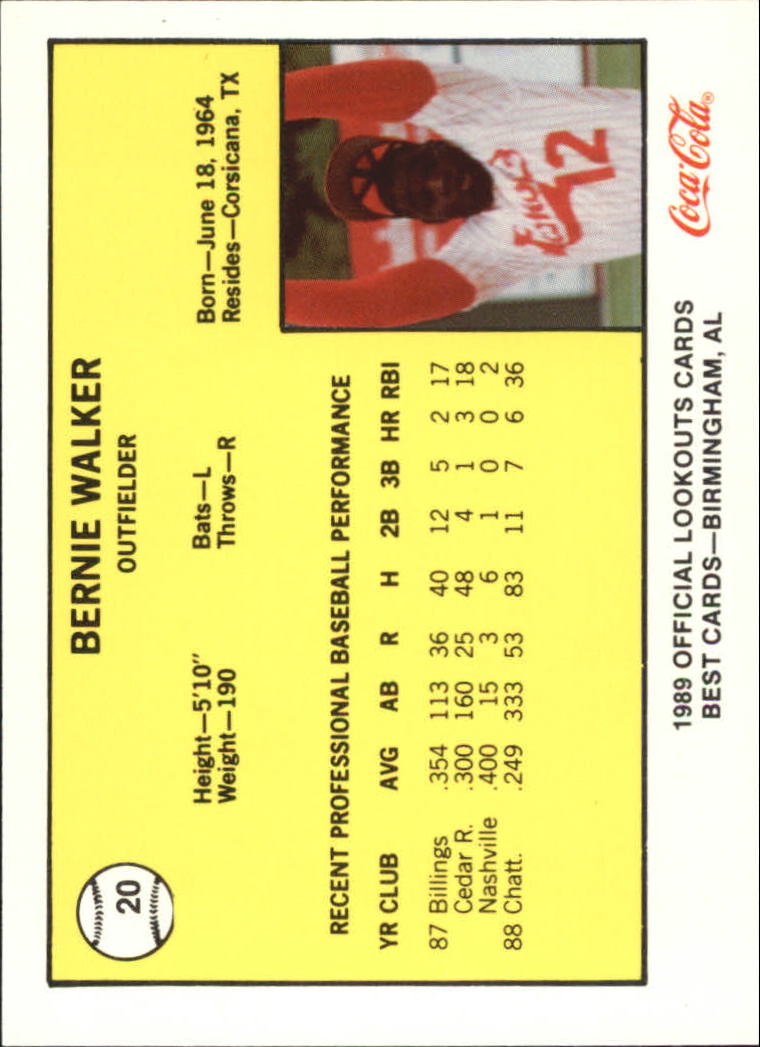 20
BERNIE WALKER
OUTFIELDER
Height—5'10" Bats—L Born—June 18, 1964
Weight—190 Throws—R Resides—Corsicana, TX
RECENT PROFESSIONAL BASEBALL PERFORMANCE
YR CLUB AVG AB R H 2B 3B HR RBI
87 Billings .354 113 36 40 12 5 2 17
Cedar R. .300 160 25 48 4 1 3 18
Nashville .400 15 3 6 1 0 0 2
88 Chatt. .249 333 53 83 11 7 6 36
12
1989 OFFICIAL LOOKOUTS CARDS
BEST CARDS—BIRMINGHAM, AL
Coca-Cola®